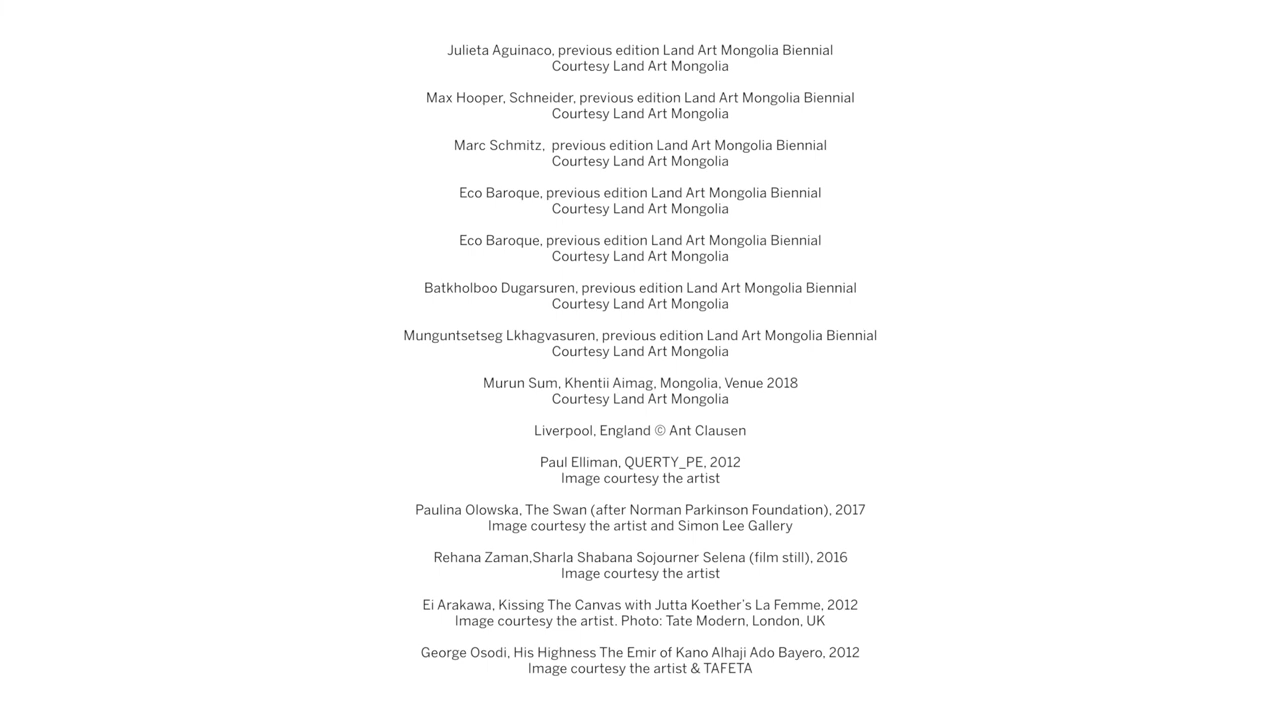 Julieta Aguinaco, previous edition Land Art Mongolia Biennial
Courtesy Land Art Mongolia
Max Hooper, Schneider, previous edition Land Art Mongolia Biennial
Courtesy Land Art Mongolia
Marc Schmitz,  previous edition Land Art Mongolia Biennial
Courtesy Land Art Mongolia
Eco Baroque, previous edition Land Art Mongolia Biennial
Courtesy Land Art Mongolia
Eco Baroque, previous edition Land Art Mongolia Biennial
Courtesy Land Art Mongolia
Batkholboo Dugarsuren, previous edition Land Art Mongolia Biennial
Courtesy Land Art Mongolia
Munguntsetseg Lkhagvasuren, previous edition Land Art Mongolia Biennial
Courtesy Land Art Mongolia
Murun Sum, Khentii Aimag, Mongolia, Venue 2018
Courtesy Land Art Mongolia
Liverpool, England © Ant Clausen
Paul Elliman, QUERTY_PE, 2012
Image courtesy the artist
Paulina Olowska, The Swan (after Norman Parkinson Foundation), 2017
Image courtesy the artist and Simon Lee Gallery
Rehana Zaman,Sharla Shabana Sojourner Selena (film still), 2016
Image courtesy the artist
Ei Arakawa, Kissing The Canvas with Jutta Koether's La Femme, 2012
Image courtesy the artist. Photo: Tate Modern, London, UK
George Osodi, His Highness The Emir of Kano Alhaji Ado Bayero, 2012
Image courtesy the artist & TAFETA